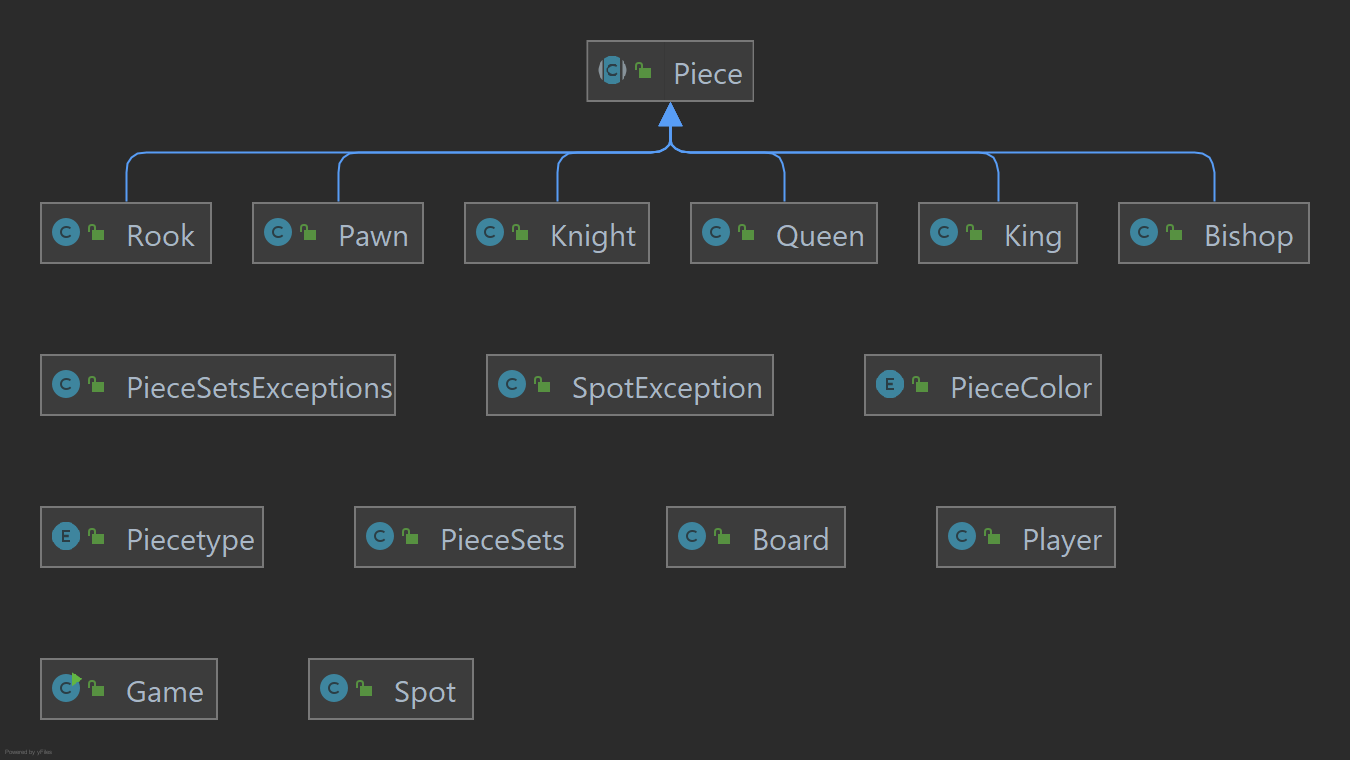 Piece
Rook Pawn Knight Queen King Bishop
PieceSetsExceptions SpotException PieceColor
Piecetype PieceSets Board Player
Game Spot
Powered by yFiles